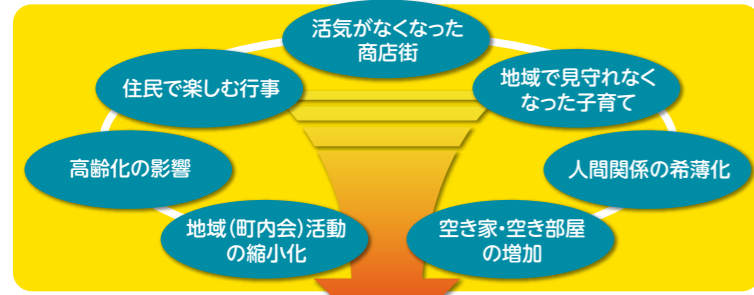 活気がなくなった
商店街
住民で楽しむ行事
地域で見守れなく
なった子育て
高齢化の影響
人間関係の希薄化
地域（町内会）活動
の縮小化
空き家・空き部屋
の増加